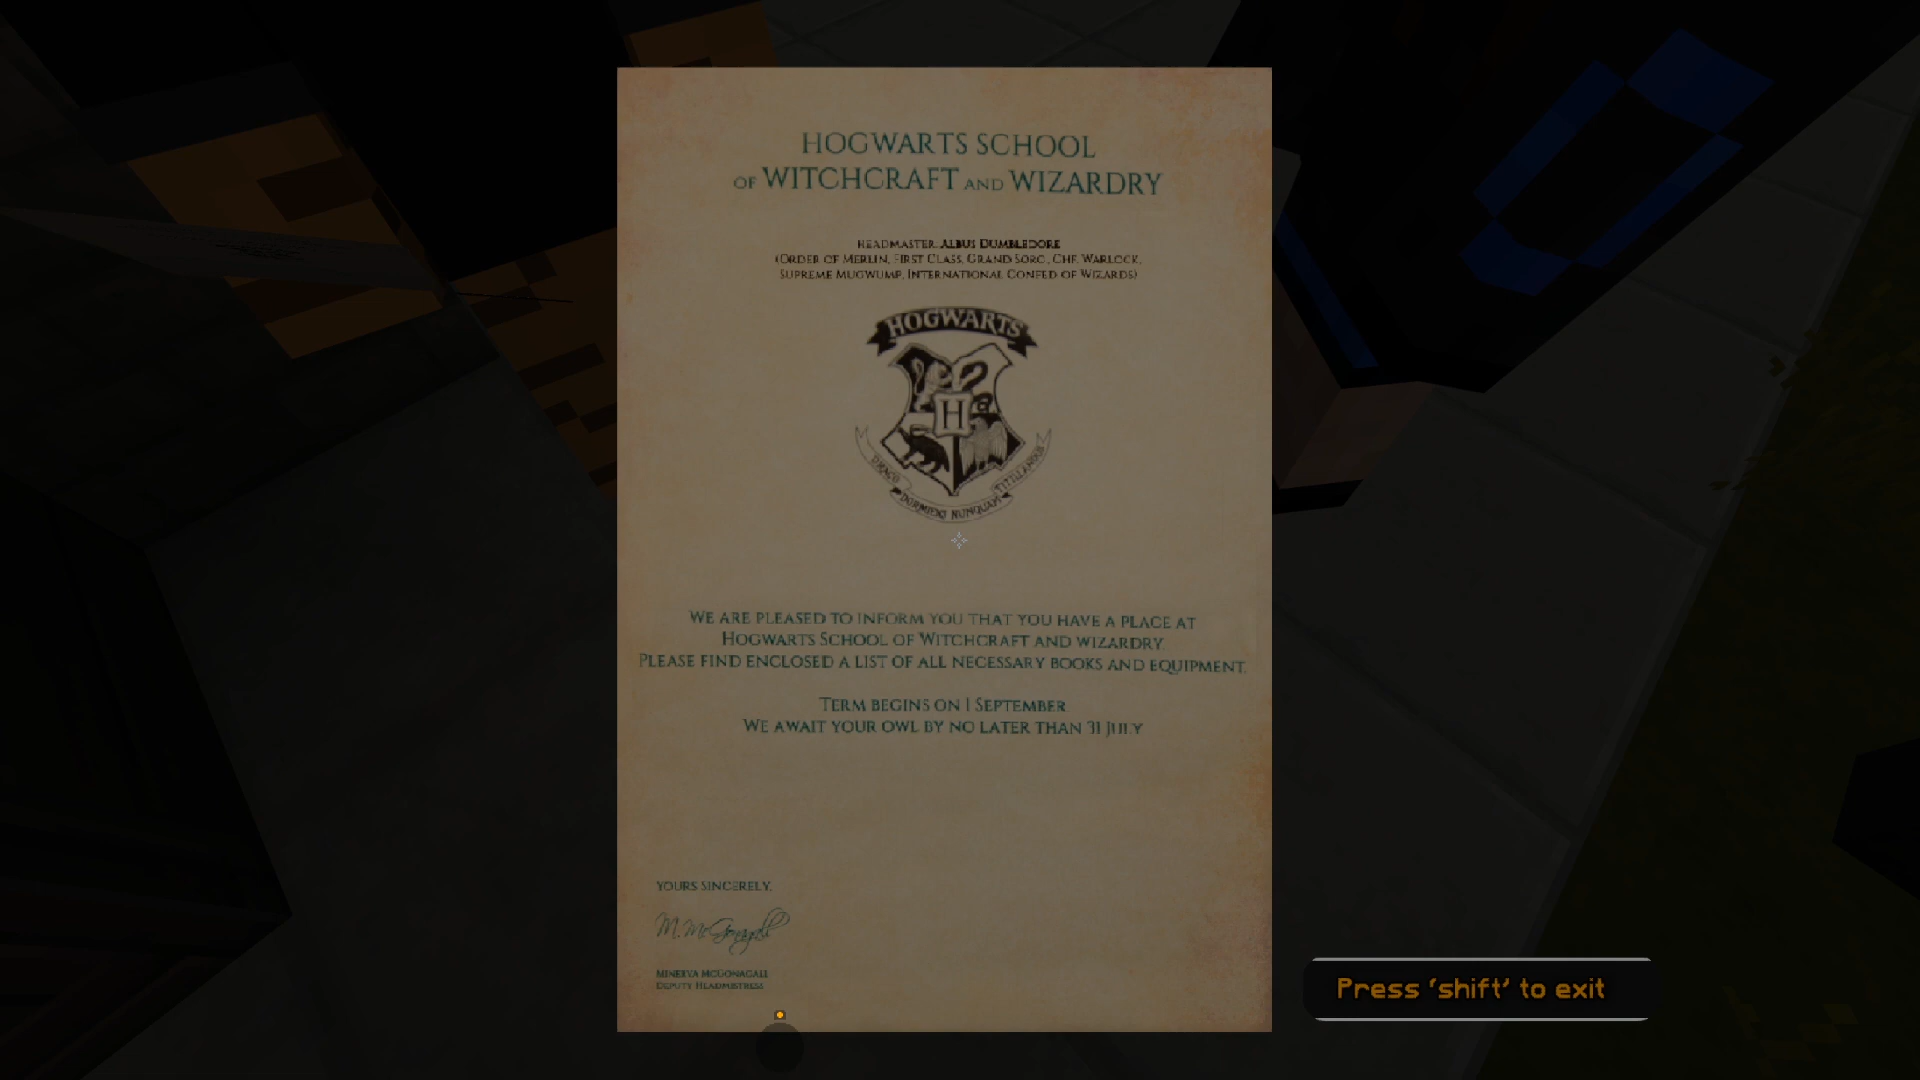 HOGWARTS SCHOOL
OF WITCHCRAFT AND WIZARDRY
HEADMASTER: ALBUS DUMBLEDORE
(ORDER OF MERLIN, FIRST CLASS, GRAND SORC., CHF. WARLOCK,
SUPREME MUGWUMP, INTERNATIONAL CONFED OF WIZARDS)
HOGWARTS
H
DRACO DORMIENS NUNQUAM TITILLANDUS
WE ARE PLEASED TO INFORM YOU THAT YOU HAVE A PLACE AT
HOGWARTS SCHOOL OF WITCHCRAFT AND WIZARDRY.
PLEASE FIND ENCLOSED A LIST OF ALL NECESSARY BOOKS AND EQUIPMENT.
TERM BEGINS ON 1 SEPTEMBER.
WE AWAIT YOUR OWL BY NO LATER THAN 31 JULY
YOURS SINCERELY,
M. McGonagall
MINERVA MCGONAGALL
DEPUTY HEADMISTRESS
Press 'shift' to exit